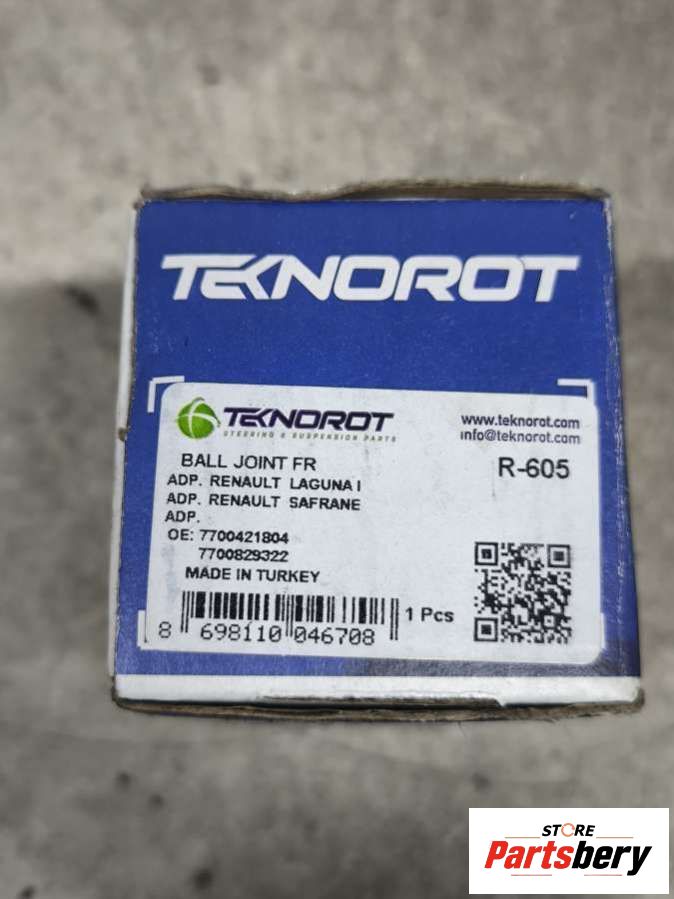 TEKNOROT
TEKNOROT
STEERING & SUSPENSION PARTS
www.teknorot.com
info@teknorot.com
BALL JOINT FR
R-605
ADP. RENAULT LAGUNA I
ADP. RENAULT SAFRANE
ADP.
OE: 7700421804
7700829322
MADE IN TURKEY
1 Pcs
8 698110 046708
STORE
Partsbery